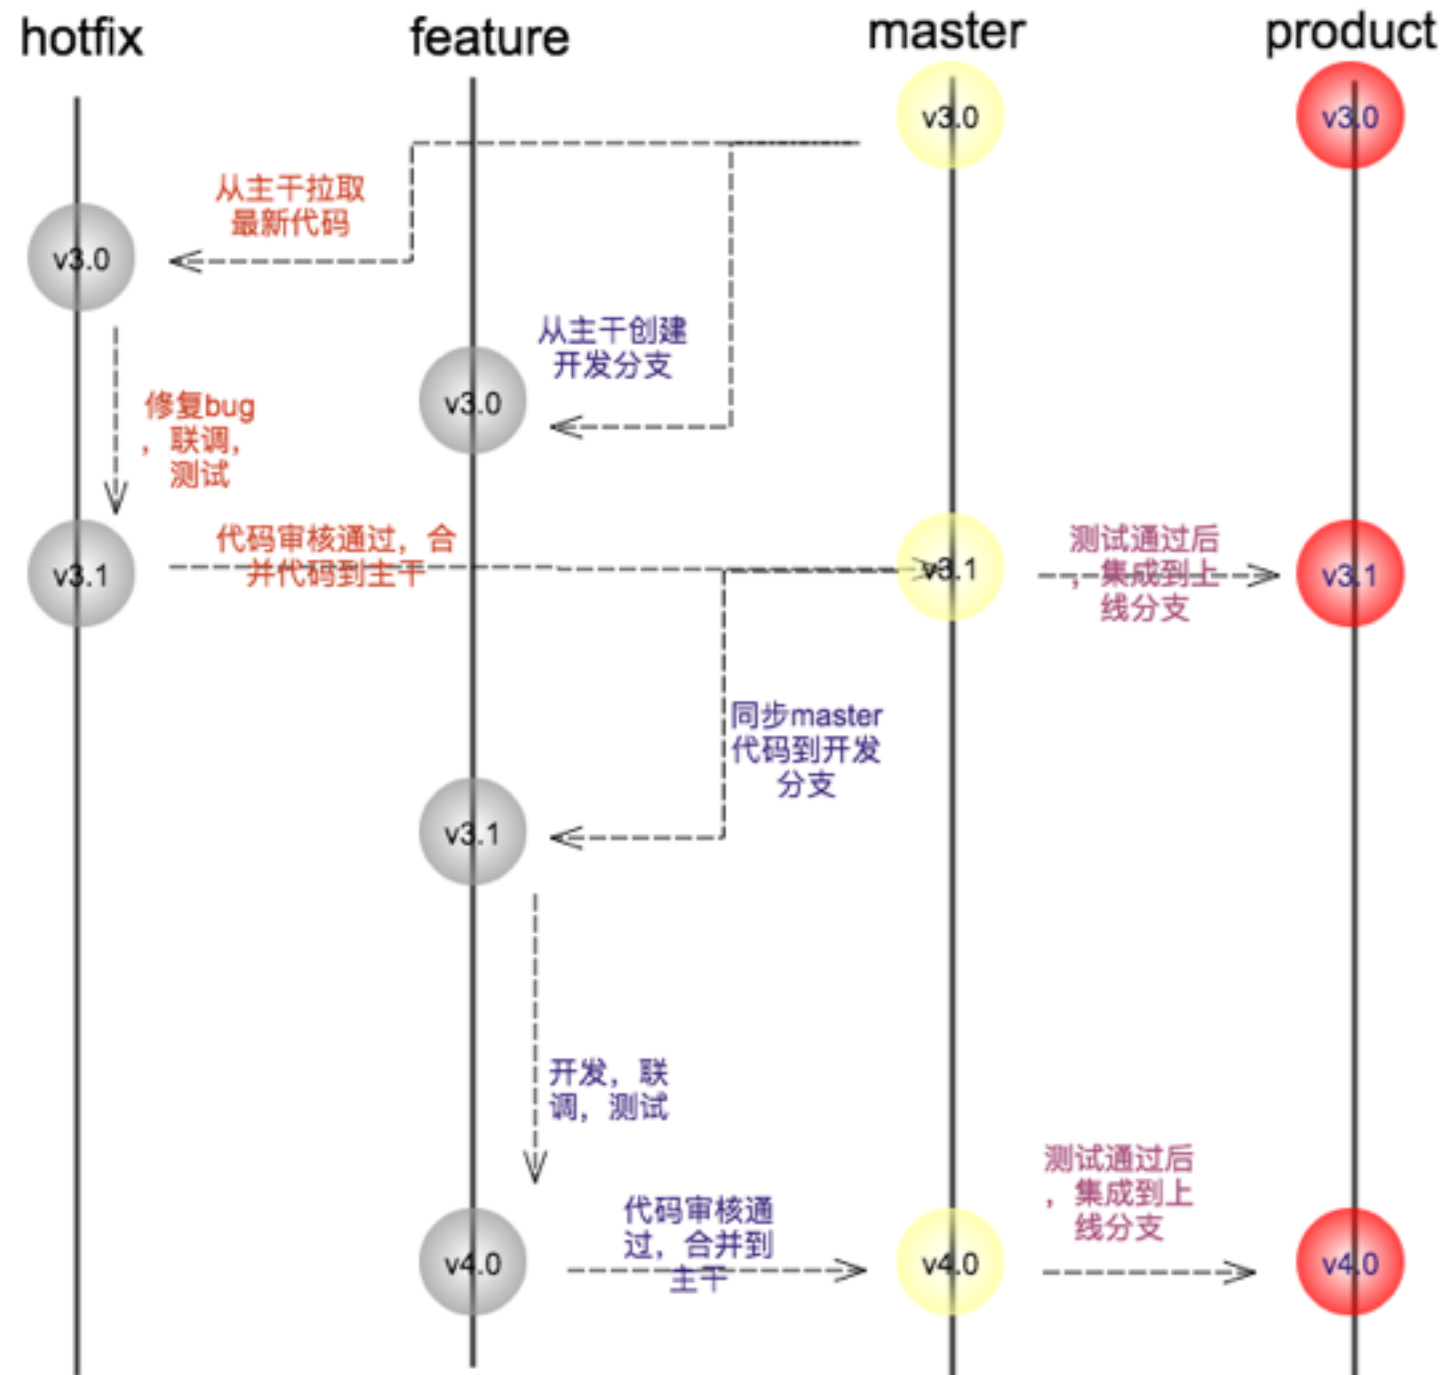 hotfix
feature
master
product
v3.0
v3.0
从主干拉取
最新代码
v3.0
从主干创建
开发分支
v3.0
修复bug
，联调，
测试
代码审核通过，合
并代码到主干
v3.1
v3.1
测试通过后
，集成到上
线分支
v3.1
同步master
代码到开发
分支
v3.1
开发，联
调，测试
代码审核通
过，合并到
主干
测试通过后
，集成到上
线分支
v4.0
v4.0
v4.0